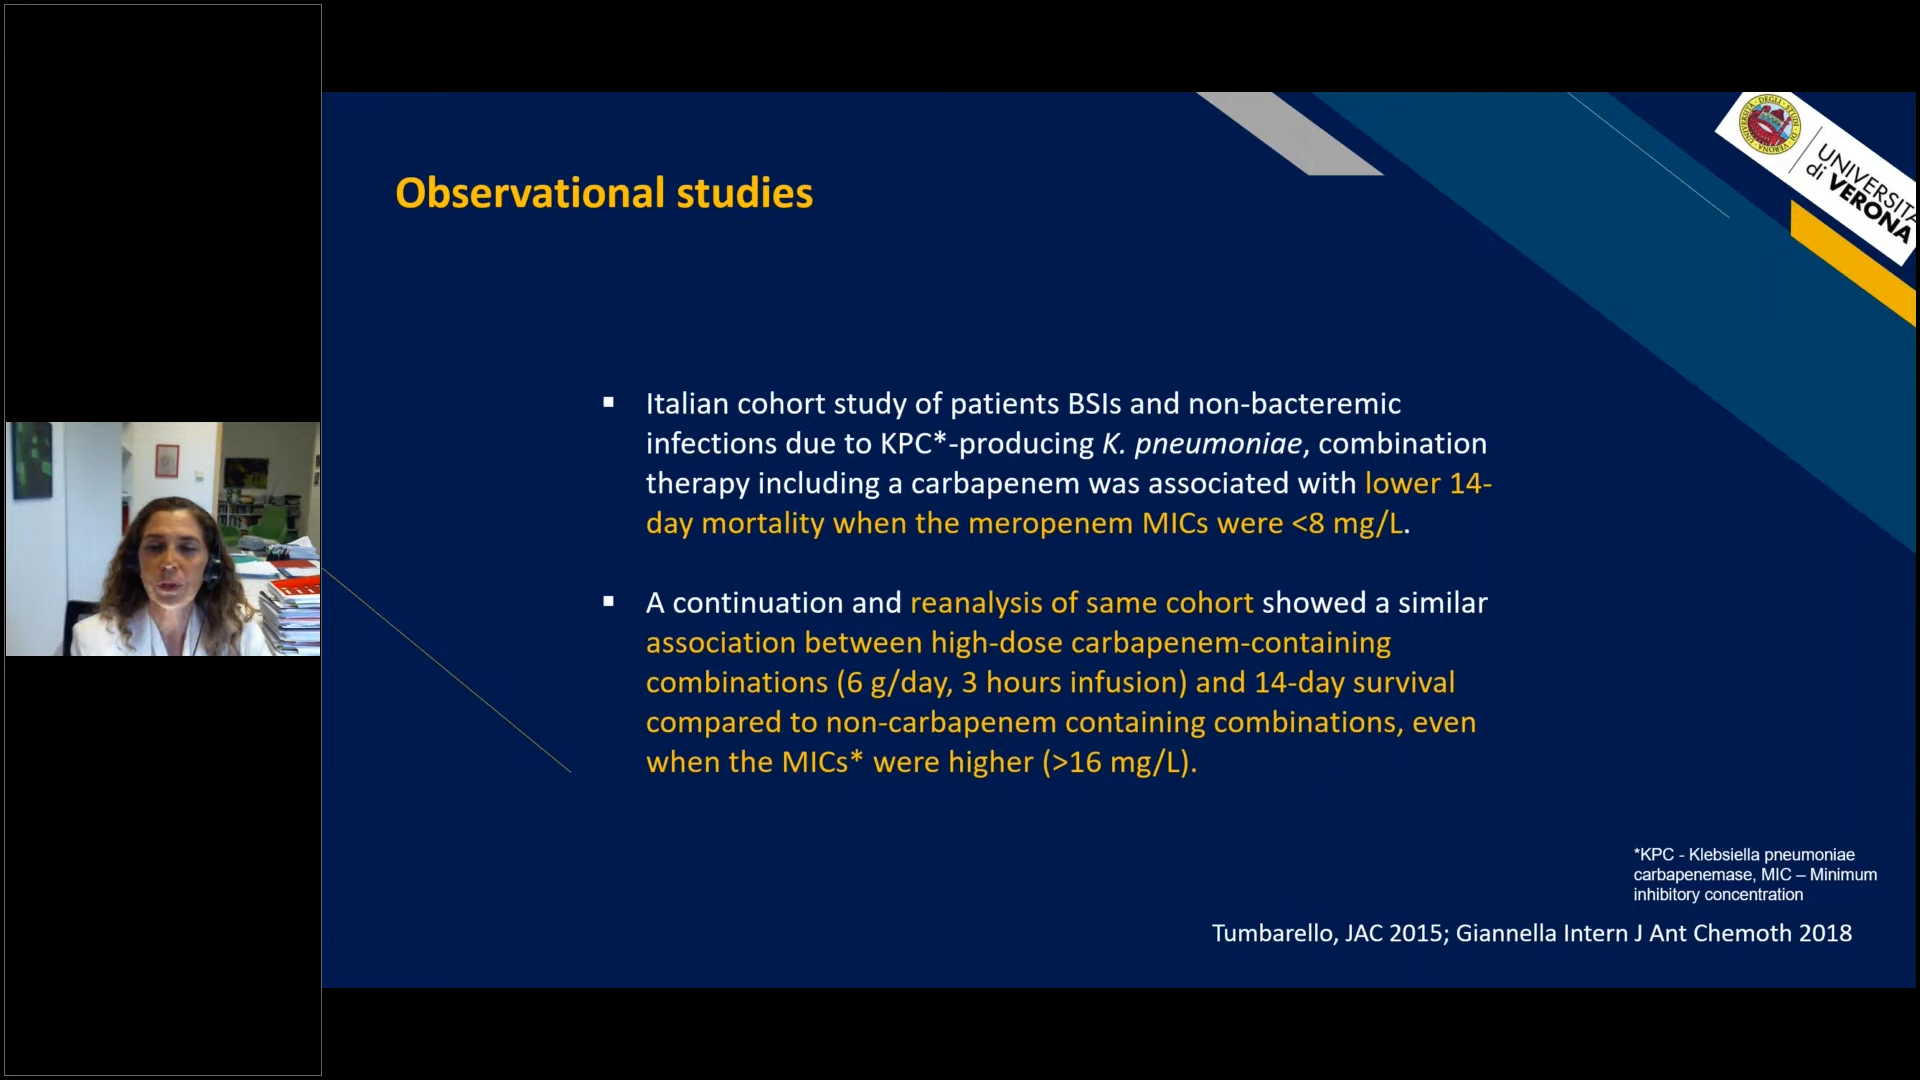 UNIVERSITÀ
di VERONA
Observational studies
▪ Italian cohort study of patients BSIs and non-bacteremic
infections due to KPC*-producing K. pneumoniae, combination
therapy including a carbapenem was associated with lower 14-
day mortality when the meropenem MICs were <8 mg/L.
▪ A continuation and reanalysis of same cohort showed a similar
association between high-dose carbapenem-containing
combinations (6 g/day, 3 hours infusion) and 14-day survival
compared to non-carbapenem containing combinations, even
when the MICs* were higher (>16 mg/L).
*KPC - Klebsiella pneumoniae
carbapenemase, MIC – Minimum
inhibitory concentration
Tumbarello, JAC 2015; Giannella Intern J Ant Chemoth 2018